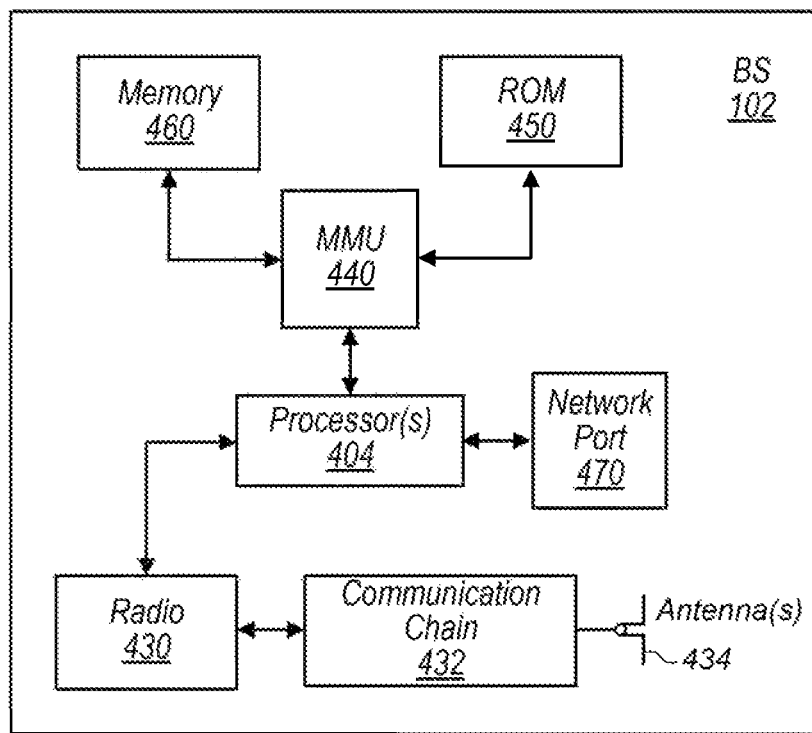 Memory
460
ROM
450
BS
102
MMU
440
Processor(s)
404
Network
Port
470
Radio
430
Communication
Chain
432
Antenna(s)
434